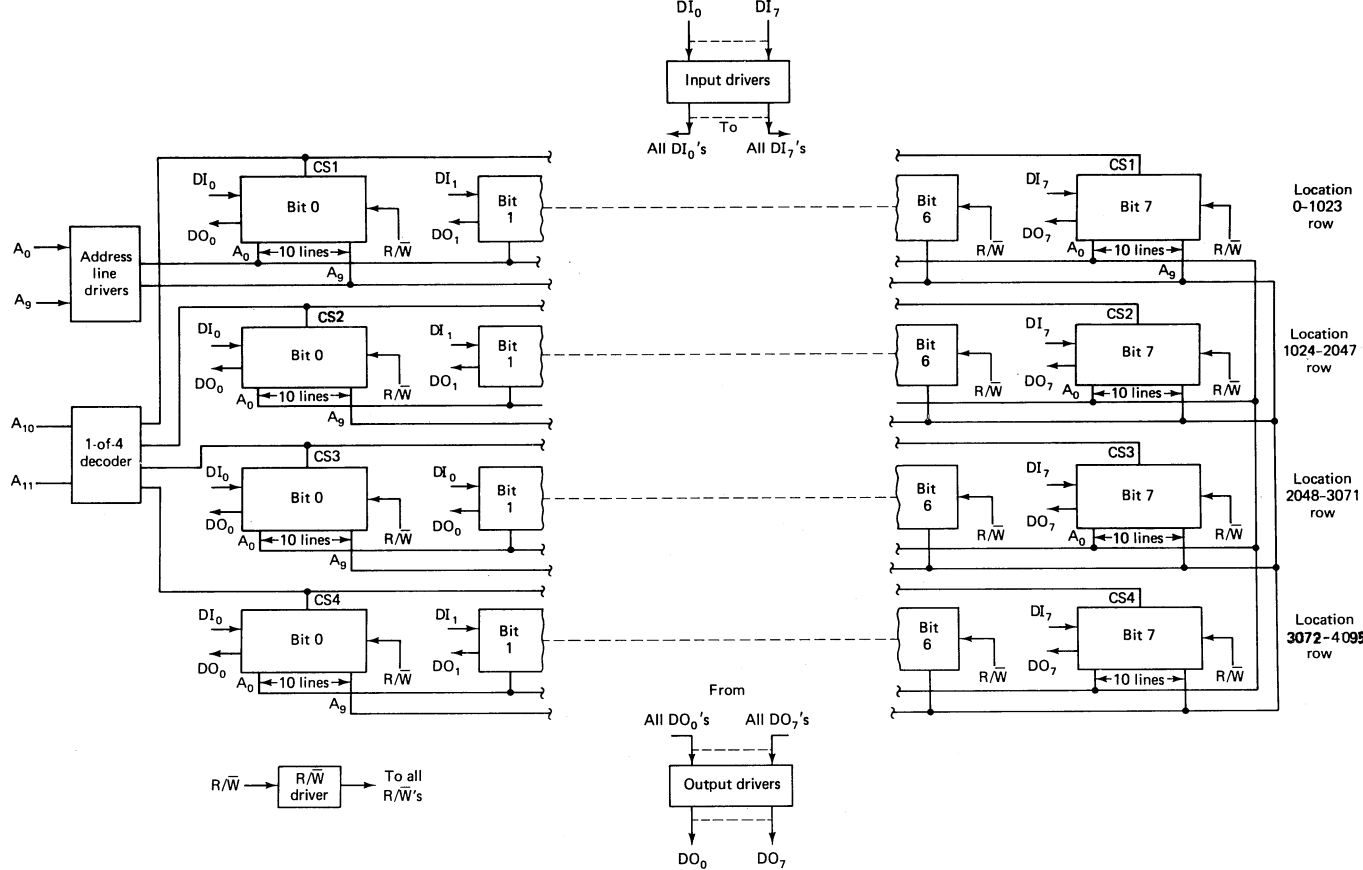 DI0 DI7
Input drivers
To
All DI0's All DI7's
CS1 CS1
DI0 Bit 0 DI1 Bit 1 Bit 6 DI7 Bit 7
Location 0-1023 row
DO0 R/W̅ DO1 R/W̅ DO7 R/W̅
A0 10 lines A9 A0 10 lines A9
A0 Address line drivers
A9
CS2 CS2
DI0 Bit 0 DI1 Bit 1 Bit 6 DI7 Bit 7
Location 1024-2047 row
DO0 R/W̅ DO1 R/W̅ DO7 R/W̅
A0 10 lines A9 A0 10 lines
A10 1-of-4 decoder
A11
CS3 CS3
DI0 Bit 0 DI0 Bit 1 Bit 6 DI7 Bit 7
Location 2048-3071 row
DO0 R/W̅ DO0 R/W̅ DO7 R/W̅
A0 10 lines A9 A0 10 lines
CS4 CS4
DI0 Bit 0 DI1 Bit 1 Bit 6 DI7 Bit 7
Location 3072-4095 row
DO0 R/W̅ DO1 R/W̅ DO7 R/W̅
A0 10 lines A9 10 lines
From
All DO0's All DO7's
Output drivers
DO0 DO7
R/W̅ R/W̅ driver To all R/W̅'s